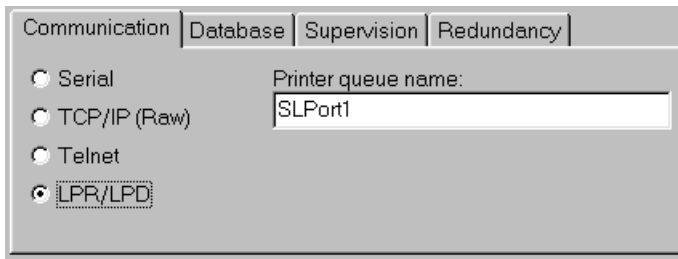 Communication Database Supervision Redundancy
Serial
Printer queue name:
TCP/IP (Raw)
SLPort1
Telnet
LPR/LPD